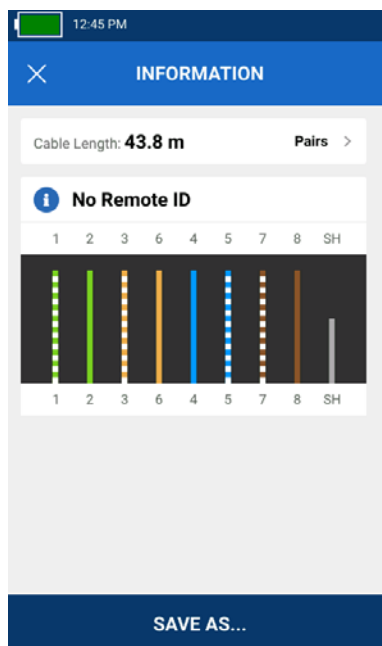 12:45 PM
INFORMATION
Cable Length: 43.8 m Pairs >
i No Remote ID
1 2 3 6 4 5 7 8 SH
1 2 3 6 4 5 7 8 SH
SAVE AS...